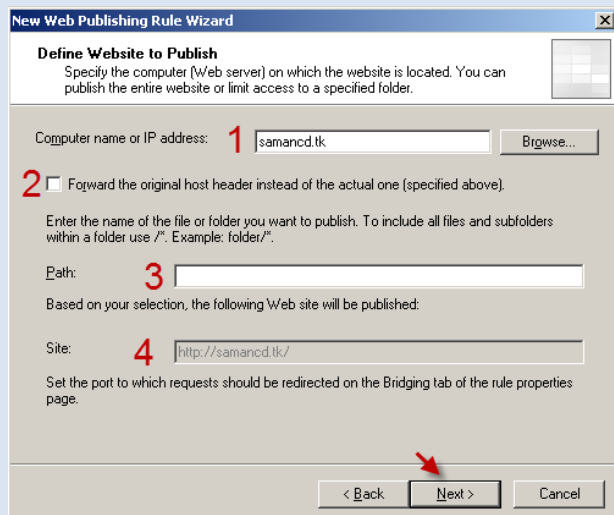 New Web Publishing Rule Wizard
Define Website to Publish
Specify the computer (Web server) on which the website is located. You can
publish the entire website or limit access to a specified folder.
Computer name or IP address: 1 samancd.tk Browse...
2 Forward the original host header instead of the actual one (specified above).
Enter the name of the file or folder you want to publish. To include all files and subfolders
within a folder use /*. Example: folder/*.
Path: 3
Based on your selection, the following Web site will be published:
Site: 4 http://samancd.tk/
Set the port to which requests should be redirected on the Bridging tab of the rule properties
page.
< Back Next > Cancel